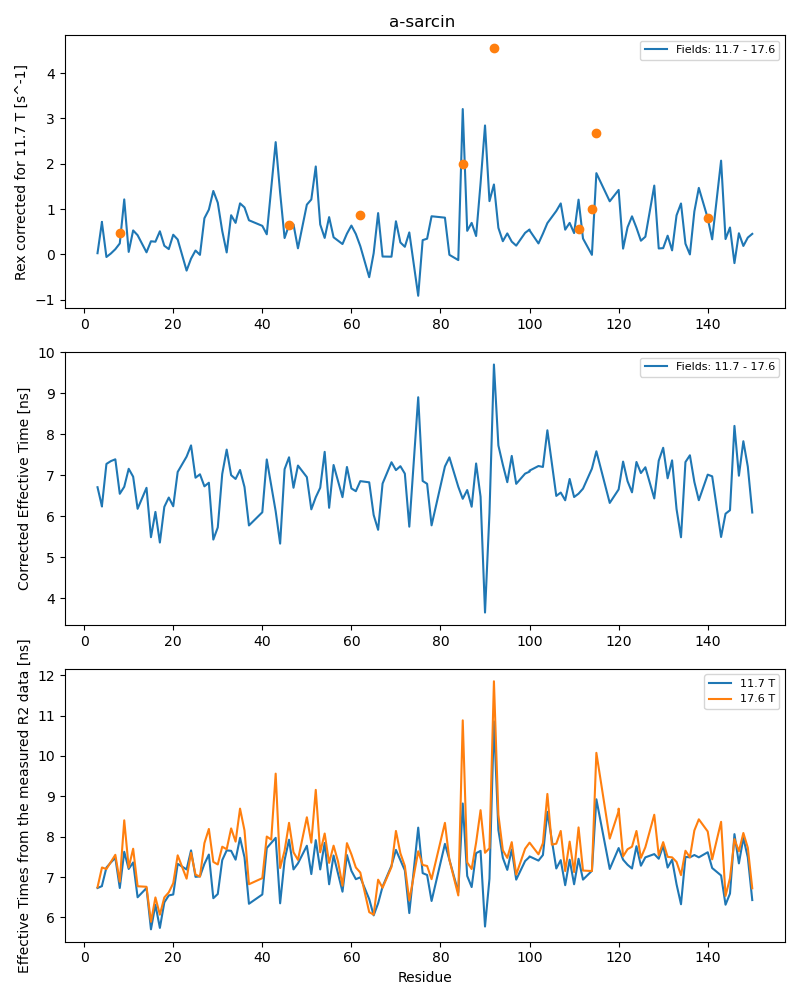 a-sarcin
Rex corrected for 11.7 T [s^-1]
Fields: 11.7 - 17.6
4
3
2
1
0
−1
0 20 40 60 80 100 120 140
Corrected Effective Time [ns]
Fields: 11.7 - 17.6
10
9
8
7
6
5
4
0 20 40 60 80 100 120 140
Effective Times from the measured R2 data [ns]
11.7 T
17.6 T
12
11
10
9
8
7
6
0 20 40 60 80 100 120 140
Residue